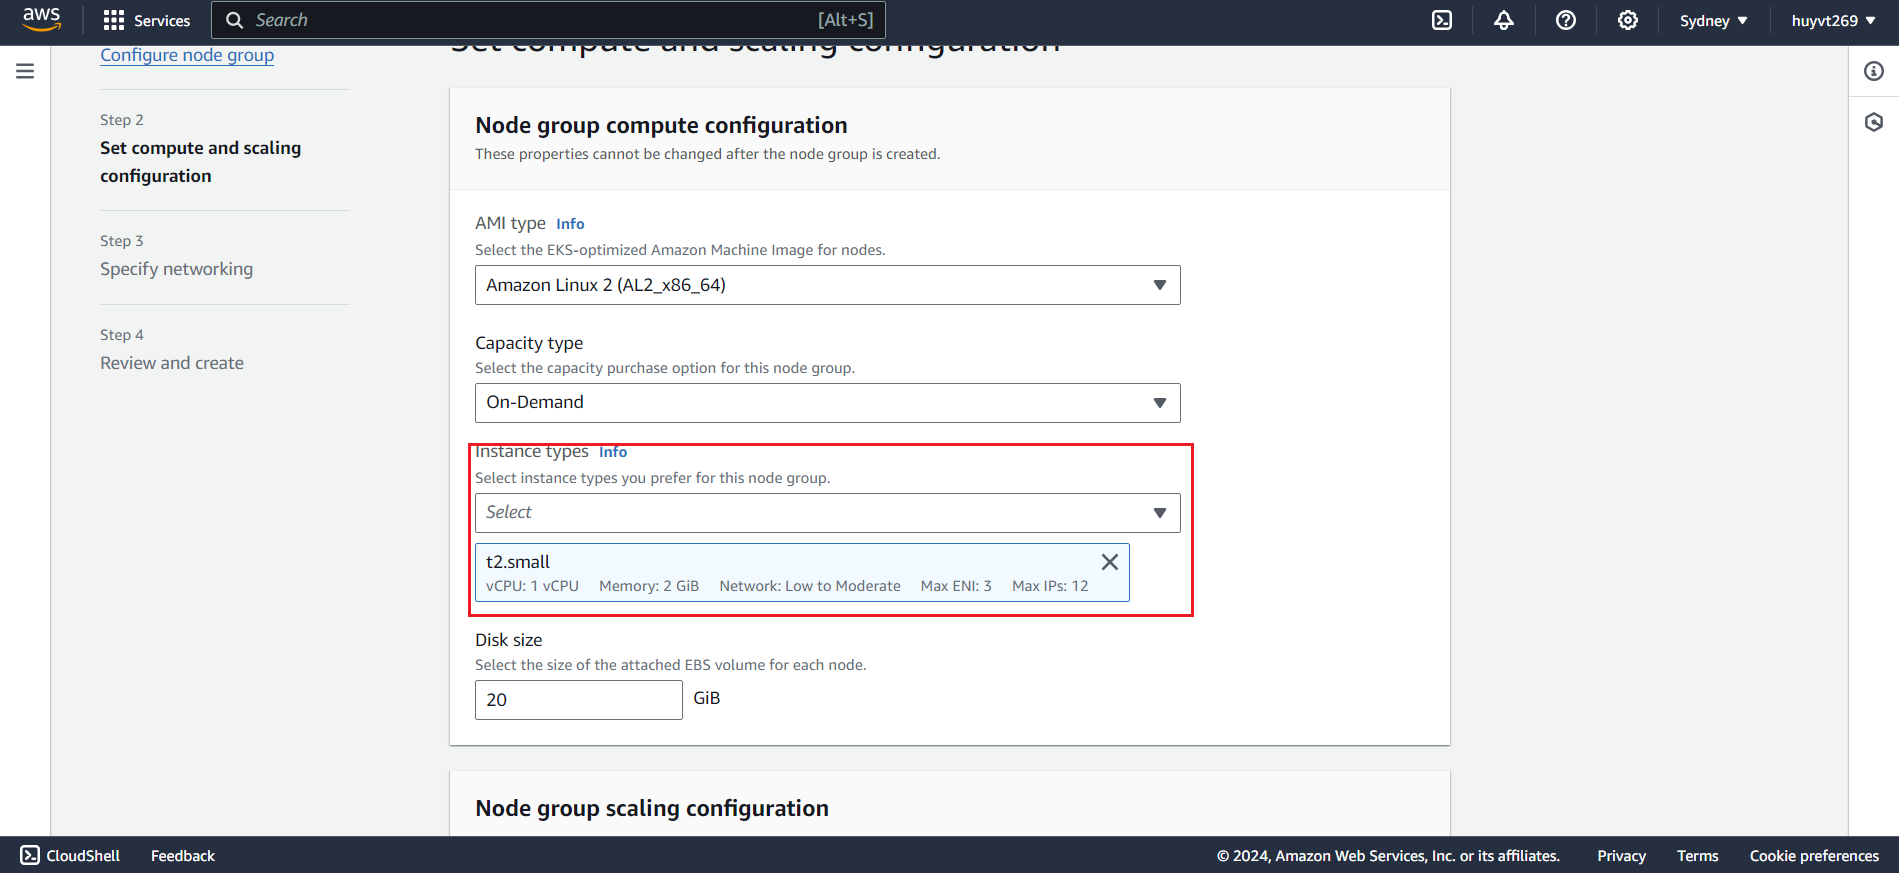 aws
Services
Search
[Alt+S]
Sydney
huyvt269
Configure node group
Step 2
Set compute and scaling
configuration
Step 3
Specify networking
Step 4
Review and create
Set compute and scaling configuration
Node group compute configuration
These properties cannot be changed after the node group is created.
AMI type Info
Select the EKS-optimized Amazon Machine Image for nodes.
Amazon Linux 2 (AL2_x86_64)
Capacity type
Select the capacity purchase option for this node group.
On-Demand
Instance types Info
Select instance types you prefer for this node group.
Select
t2.small
vCPU: 1 vCPU Memory: 2 GiB Network: Low to Moderate Max ENI: 3 Max IPs: 12
Disk size
Select the size of the attached EBS volume for each node.
20 GiB
Node group scaling configuration
CloudShell
Feedback
© 2024, Amazon Web Services, Inc. or its affiliates.
Privacy
Terms
Cookie preferences